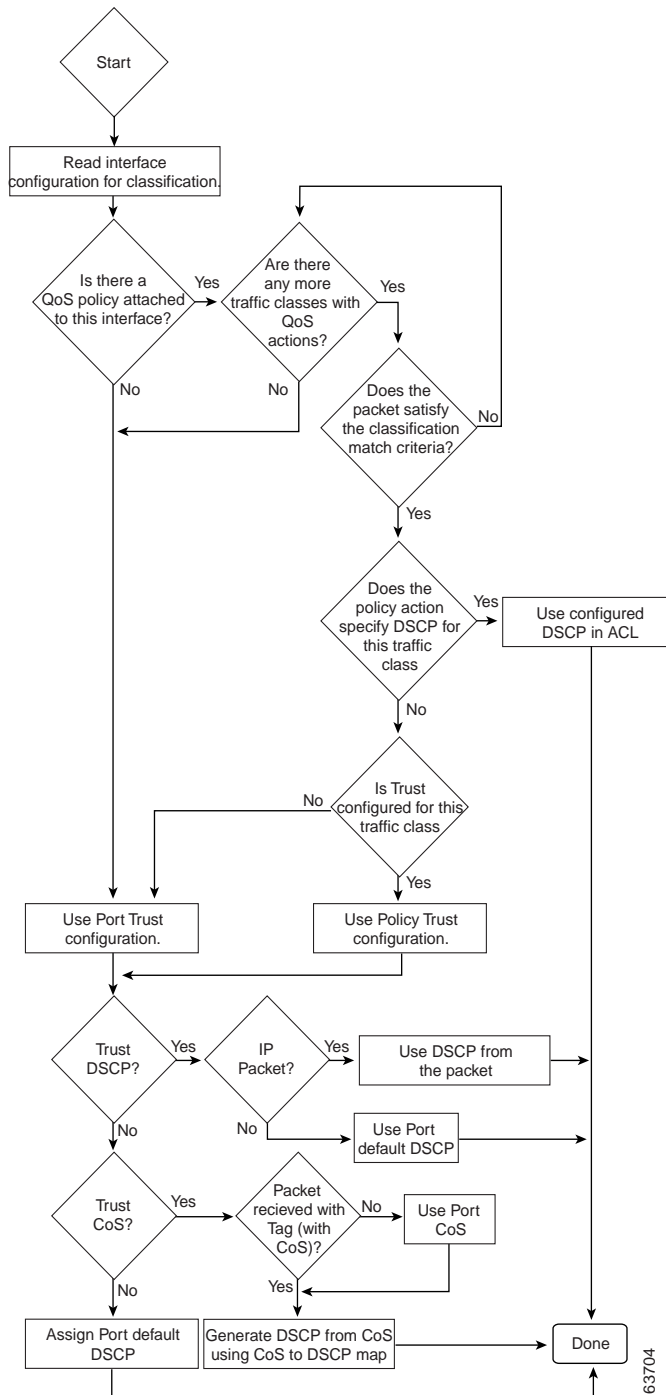 Start
Read interface
configuration for classification.
Is there a
QoS policy attached
to this interface?
Yes
No
Are there
any more
traffic classes with
QoS
actions?
Yes
No
Does the
packet satisfy
the classification
match criteria?
No
Yes
Does the
policy action
specify DSCP for
this traffic
class
Yes
Use configured
DSCP in ACL
No
Is Trust
configured for this
traffic class
No
Yes
Use Port Trust
configuration.
Use Policy Trust
configuration.
Trust
DSCP?
Yes
IP
Packet?
Yes
Use DSCP from
the packet
No
No
Use Port
default DSCP
Trust
CoS?
Yes
Packet
recieved with
Tag (with
CoS)?
No
Use Port
CoS
No
Yes
Assign Port default
DSCP
Generate DSCP from CoS
using CoS to DSCP map
Done
63704